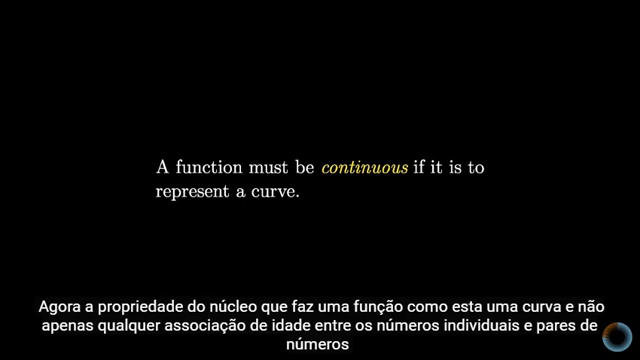 A function must be continuous if it is to
represent a curve.
Agora a propriedade do núcleo que faz uma função como esta uma curva e não
apenas qualquer associação de idade entre os números individuais e pares de
números